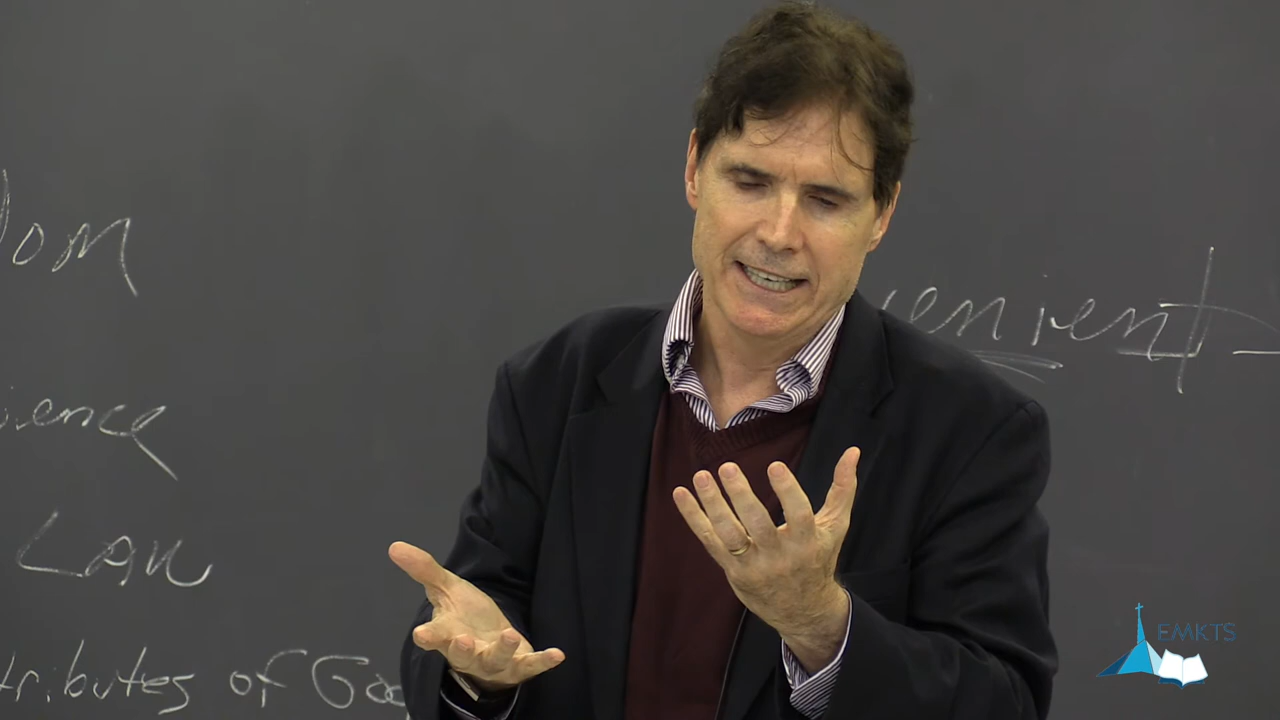 dom
venient -
ience
LAW
tributes of God
EMKTS